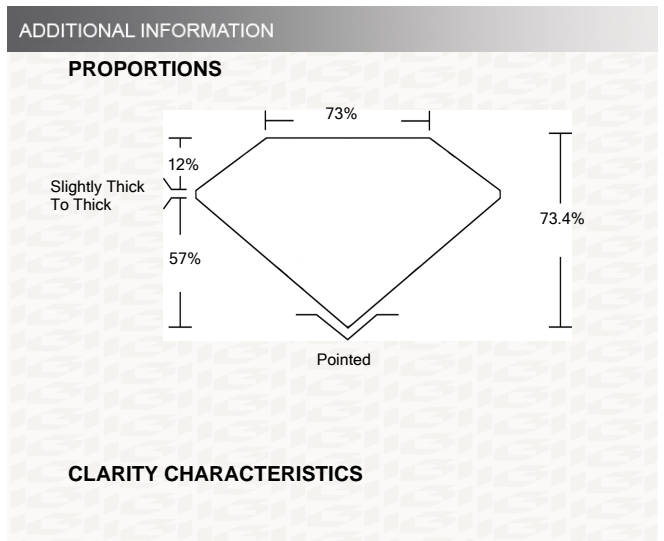 ADDITIONAL INFORMATION
PROPORTIONS
73%
12%
Slightly Thick
To Thick
73.4%
57%
Pointed
CLARITY CHARACTERISTICS